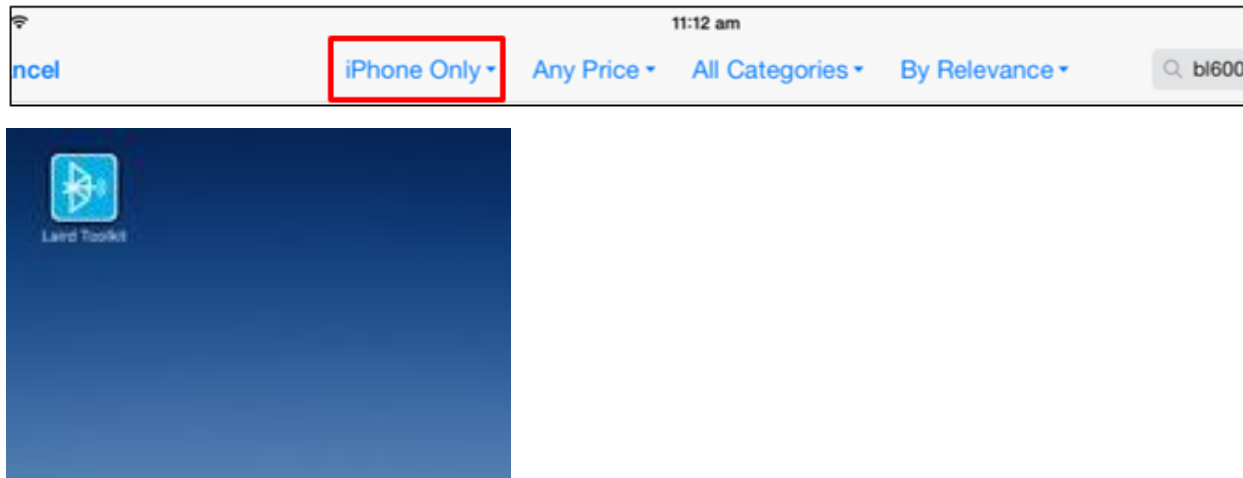 11:12 am
ncel iPhone Only Any Price All Categories By Relevance bl600
Laird Toolkit